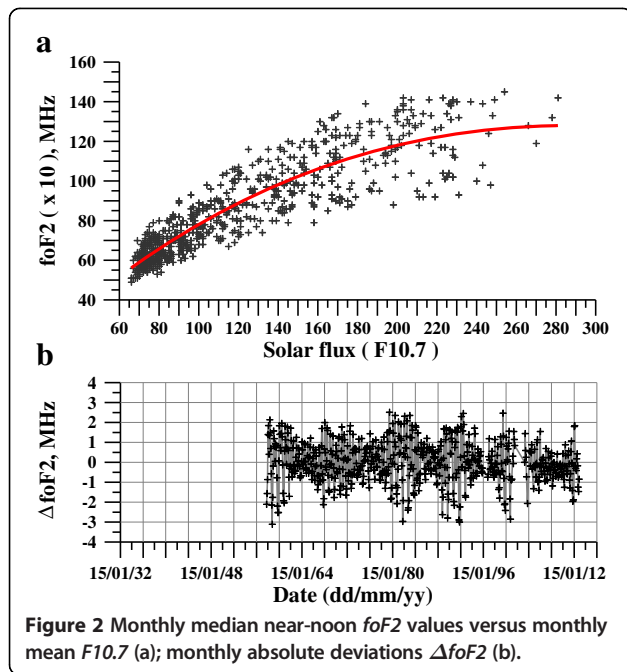 a
foF2 ( x 10 ), MHz
160
140
120
100
80
60
40
60 80 100 120 140 160 180 200 220 240 260 280 300
Solar flux ( F10.7 )
b
ΔfoF2, MHz
4
3
2
1
0
-1
-2
-3
-4
15/01/32 15/01/48 15/01/64 15/01/80 15/01/96 15/01/12
Date (dd/mm/yy)
Figure 2 Monthly median near-noon foF2 values versus monthly
mean F10.7 (a); monthly absolute deviations ΔfoF2 (b).